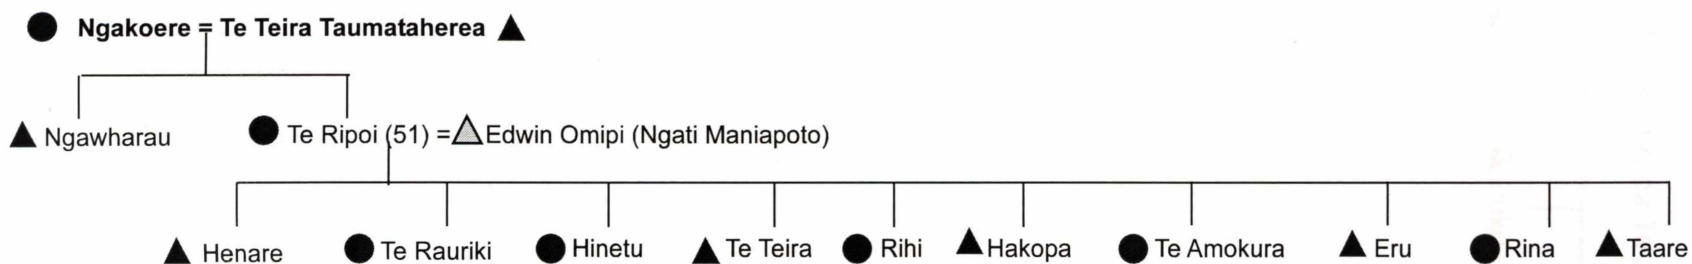 Ngakoere = Te Teira Taumataherea
Ngawharau Te Ripoi (51) = Edwin Omipi (Ngati Maniapoto)
Henare Te Rauriki Hinetu Te Teira Rihi Hakopa Te Amokura Eru Rina Taare